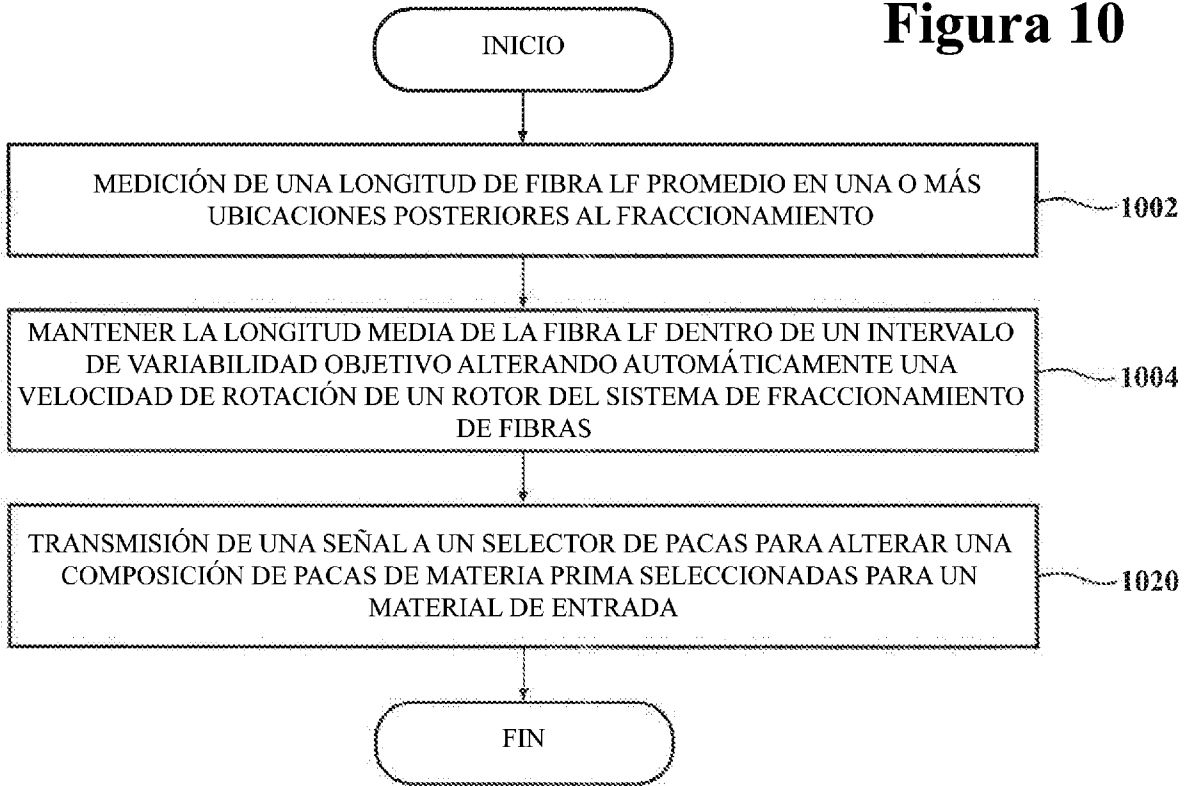 Figura 10
INICIO
MEDICIÓN DE UNA LONGITUD DE FIBRA LF PROMEDIO EN UNA O MÁS
UBICACIONES POSTERIORES AL FRACCIONAMIENTO
1002
MANTENER LA LONGITUD MEDIA DE LA FIBRA LF DENTRO DE UN INTERVALO
DE VARIABILIDAD OBJETIVO ALTERANDO AUTOMÁTICAMENTE UNA
VELOCIDAD DE ROTACIÓN DE UN ROTOR DEL SISTEMA DE FRACCIONAMIENTO
DE FIBRAS
1004
TRANSMISIÓN DE UNA SEÑAL A UN SELECTOR DE PACAS PARA ALTERAR UNA
COMPOSICIÓN DE PACAS DE MATERIA PRIMA SELECCIONADAS PARA UN
MATERIAL DE ENTRADA
1020
FIN